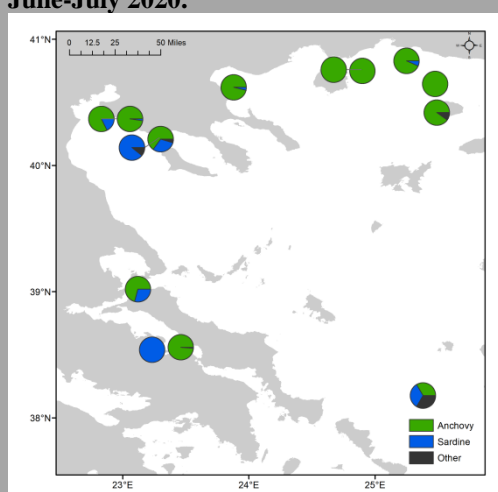 June-July 2020.
41°N
0 12.5 25 50 Miles
N
40°N
39°N
38°N
Anchovy
Sardine
Other
23°E 24°E 25°E